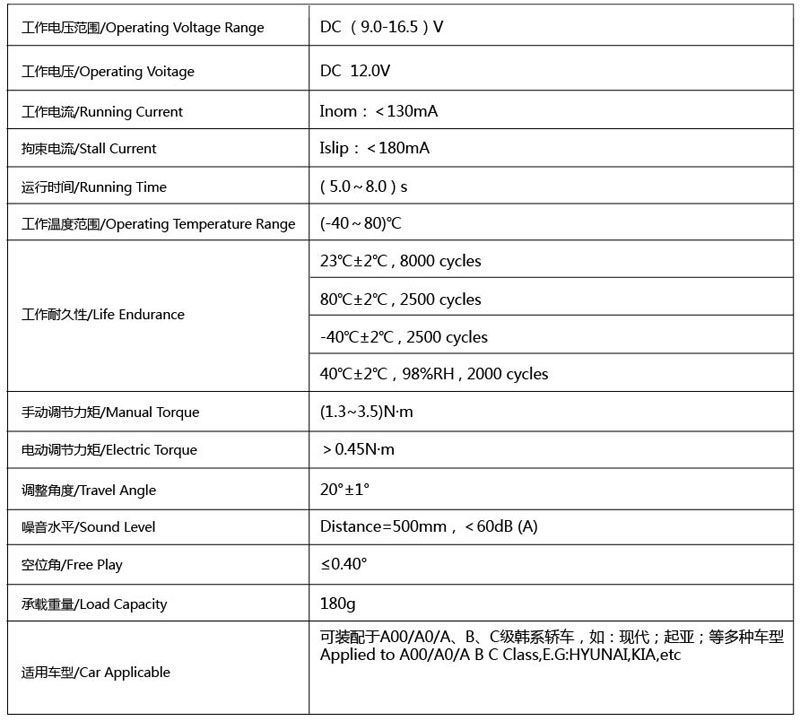 工作电压范围/Operating Voltage Range
DC （9.0-16.5）V
工作电压/Operating Voitage
DC 12.0V
工作电流/Running Current
Inom：＜130mA
拘束电流/Stall Current
Islip：＜180mA
运行时间/Running Time
（5.0～8.0）s
工作温度范围/Operating Temperature Range
(-40～80)℃
工作耐久性/Life Endurance
23℃±2℃ , 8000 cycles
80℃±2℃ , 2500 cycles
-40℃±2℃ , 2500 cycles
40℃±2℃ , 98%RH , 2000 cycles
手动调节力矩/Manual Torque
(1.3~3.5)N·m
电动调节力矩/Electric Torque
＞0.45N·m
调整角度/Travel Angle
20°±1°
噪音水平/Sound Level
Distance=500mm，＜60dB (A)
空位角/Free Play
≤0.40°
承载重量/Load Capacity
180g
适用车型/Car Applicable
可装配于A00/A0/A、B、C级韩系轿车，如：现代；起亚；等多种车型
Applied to A00/A0/A B C Class,E.G:HYUNAI,KIA,etc